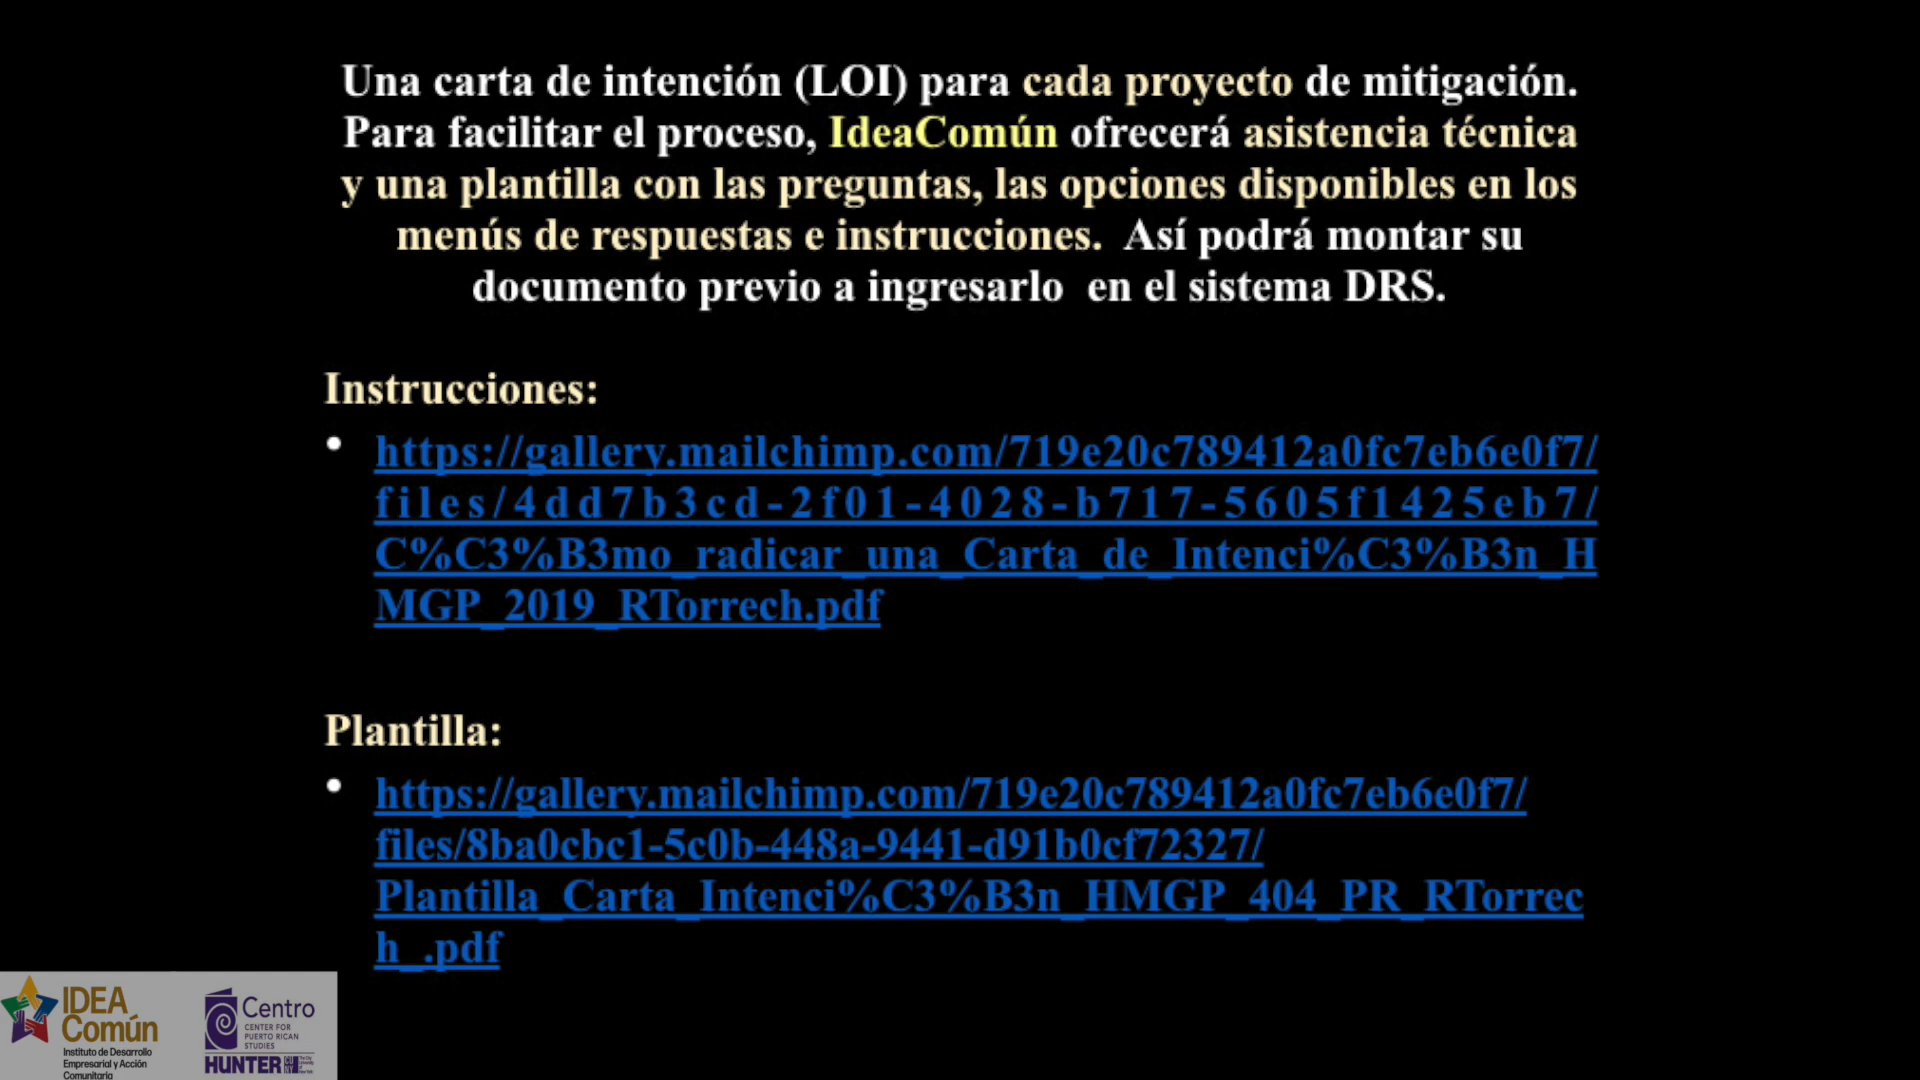 Una carta de intención (LOI) para cada proyecto de mitigación.
Para facilitar el proceso, IdeaComún ofrecerá asistencia técnica
y una plantilla con las preguntas, las opciones disponibles en los
menús de respuestas e instrucciones. Así podrá montar su
documento previo a ingresarlo en el sistema DRS.
Instrucciones:
• https://gallery.mailchimp.com/719e20c789412a0fc7eb6e0f7/
files/4dd7b3cd-2f01-4028-b717-5605f1425eb7/
C%C3%B3mo_radicar_una_Carta_de_Intenci%C3%B3n_H
MGP_2019_RTorrech.pdf
Plantilla:
• https://gallery.mailchimp.com/719e20c789412a0fc7eb6e0f7/
files/8ba0cbc1-5c0b-448a-9441-d91b0cf72327/
Plantilla_Carta_Intenci%C3%B3n_HMGP_404_PR_RTorrec
h_.pdf
IDEA
Común
Instituto de Desarrollo
Empresarial y Acción
Comunitaria
Centro
CENTER FOR
PUERTO RICAN
STUDIES
HUNTER